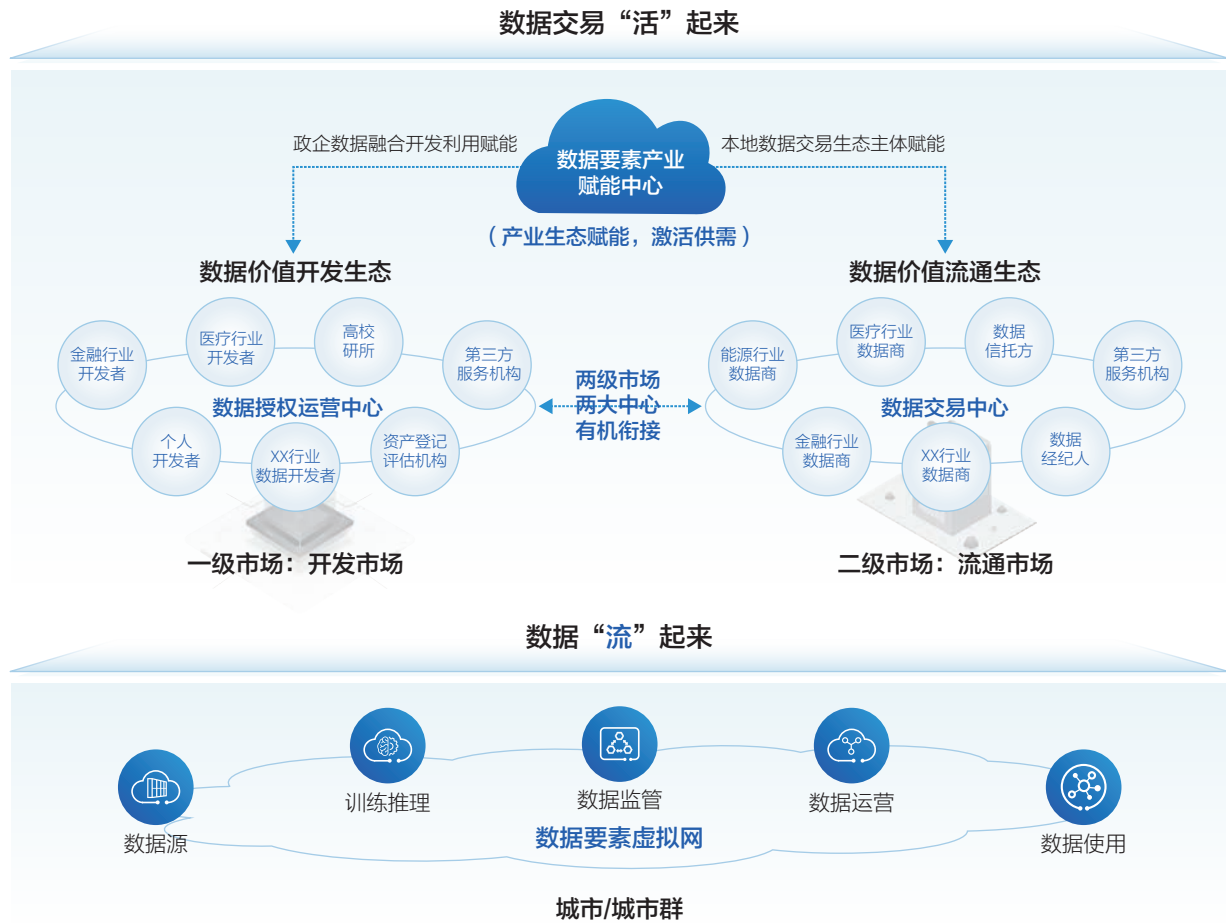 数据交易“活”起来
政企数据融合开发利用赋能
数据要素产业
赋能中心
本地数据交易生态主体赋能
（产业生态赋能，激活供需）
数据价值开发生态
数据价值流通生态
金融行业
开发者
医疗行业
开发者
高校
研所
第三方
服务机构
数据授权运营中心
个人
开发者
XX行业
数据开发者
资产登记
评估机构
一级市场：开发市场
两级市场
两大中心
有机衔接
能源行业
数据商
医疗行业
数据商
数据
信托方
第三方
服务机构
数据交易中心
金融行业
数据商
XX行业
数据商
数据
经纪人
二级市场：流通市场
数据“流”起来
数据源
训练推理
数据监管
数据运营
数据使用
数据要素虚拟网
城市/城市群